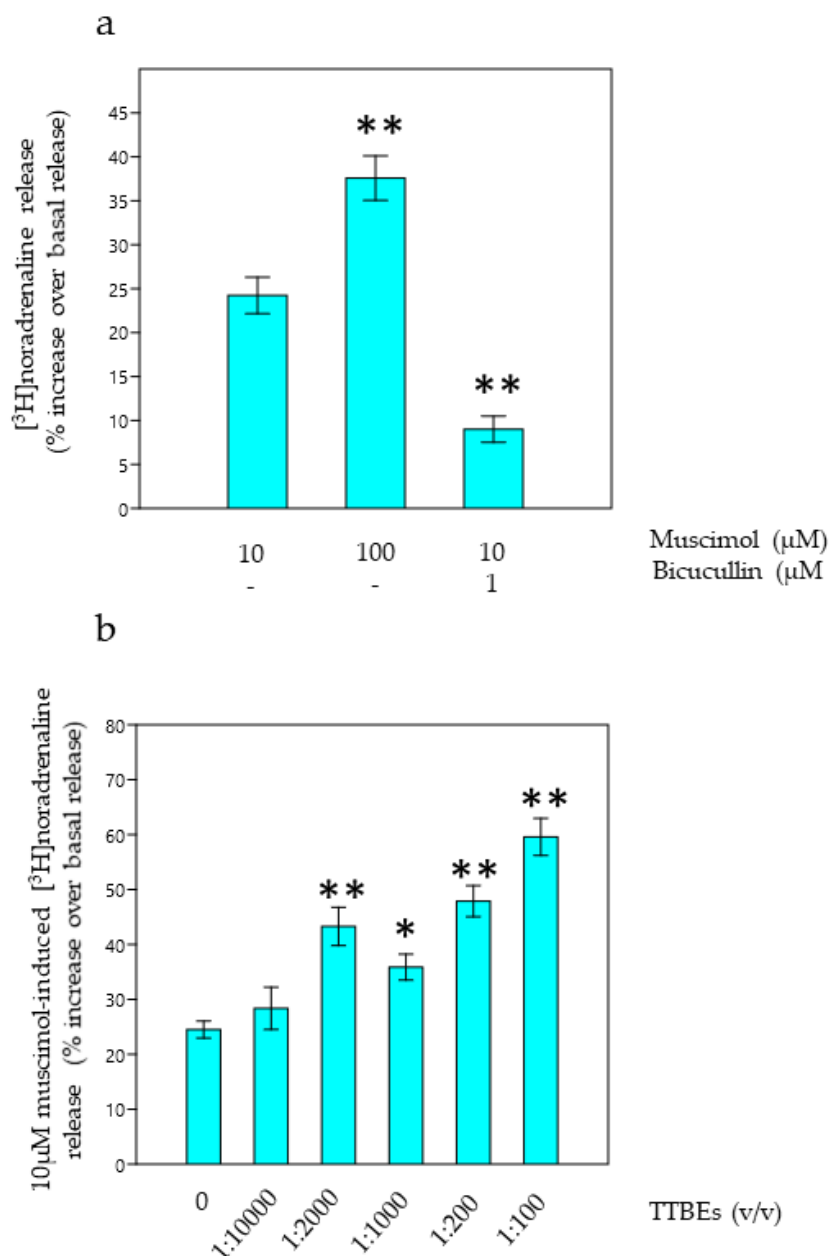 a
[³H]noradrenaline release
(% increase over basal release)
45
40
35
30
25
20
15
10
5
0
**
**
10 100 10 Muscimol (µM)
- - 1 Bicucullin (µM
b
10µM muscimol-induced [³H]noradrenaline
release (% increase over basal release)
80
70
60
50
40
30
20
10
0
**
*
**
**
0 1:10000 1:2000 1:1000 1:200 1:100 TTBEs (v/v)